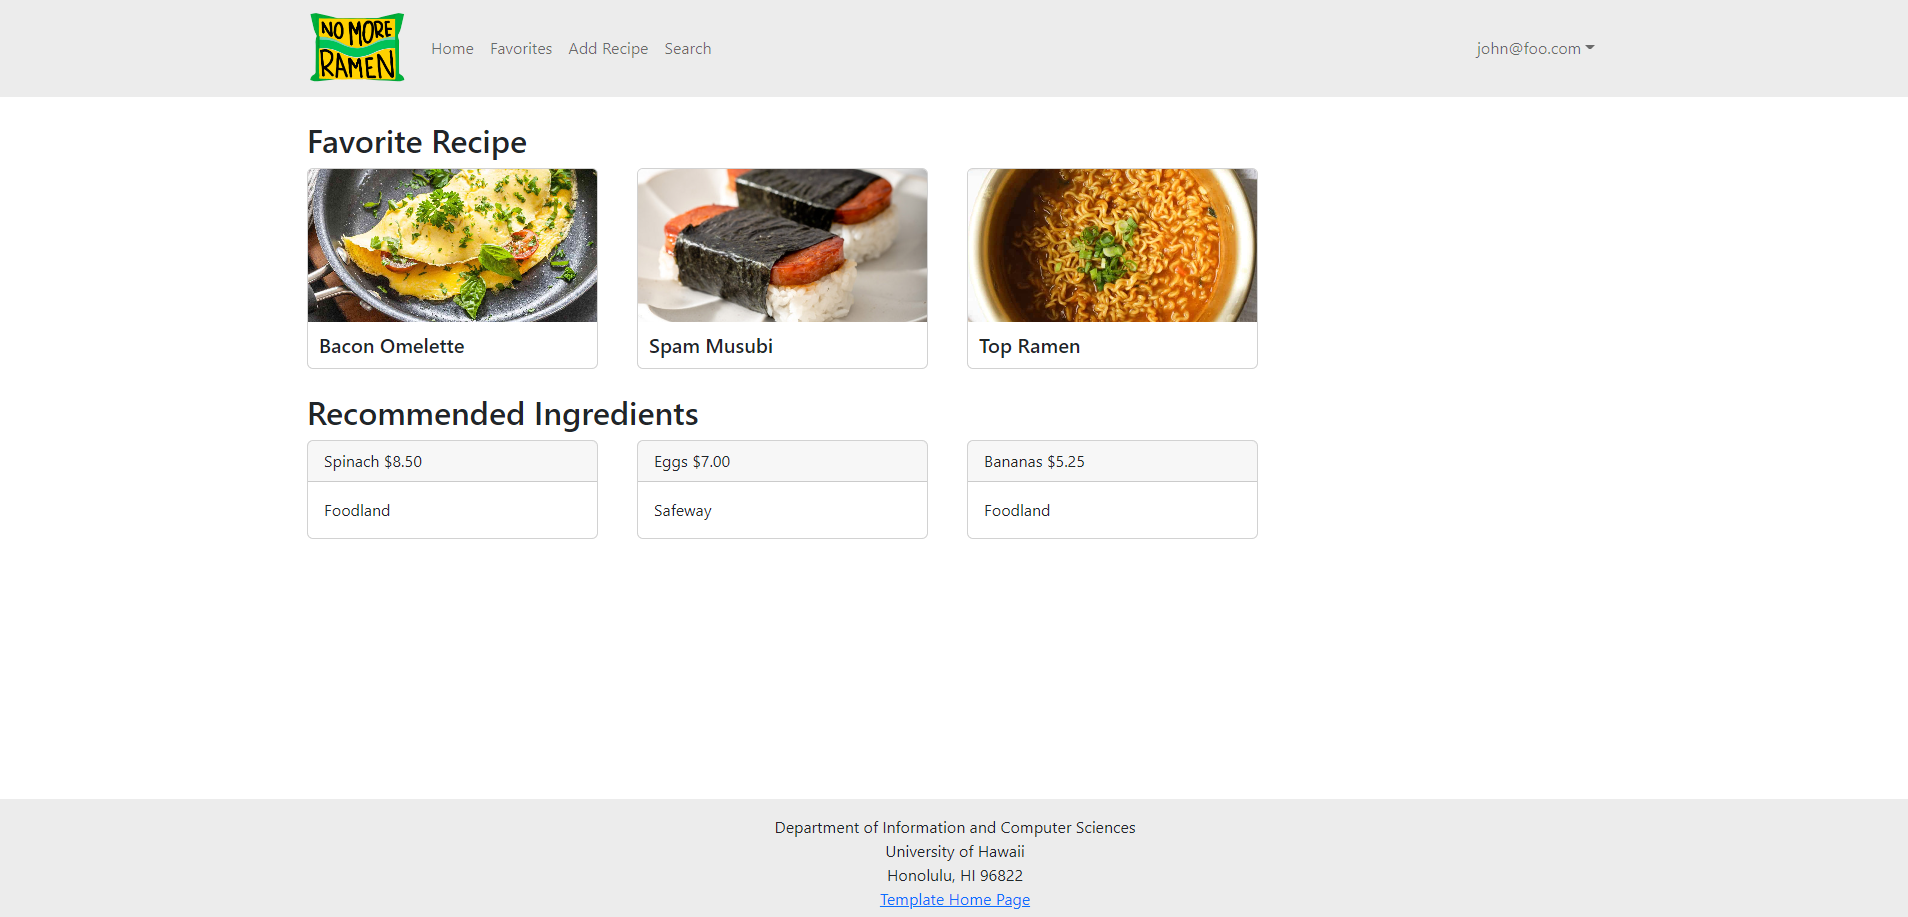 NO MORE
RAMEN
Home Favorites Add Recipe Search john@foo.com
Favorite Recipe
Bacon Omelette Spam Musubi Top Ramen
Recommended Ingredients
Spinach $8.50 Eggs $7.00 Bananas $5.25
Foodland Safeway Foodland
Department of Information and Computer Sciences
University of Hawaii
Honolulu, HI 96822
Template Home Page